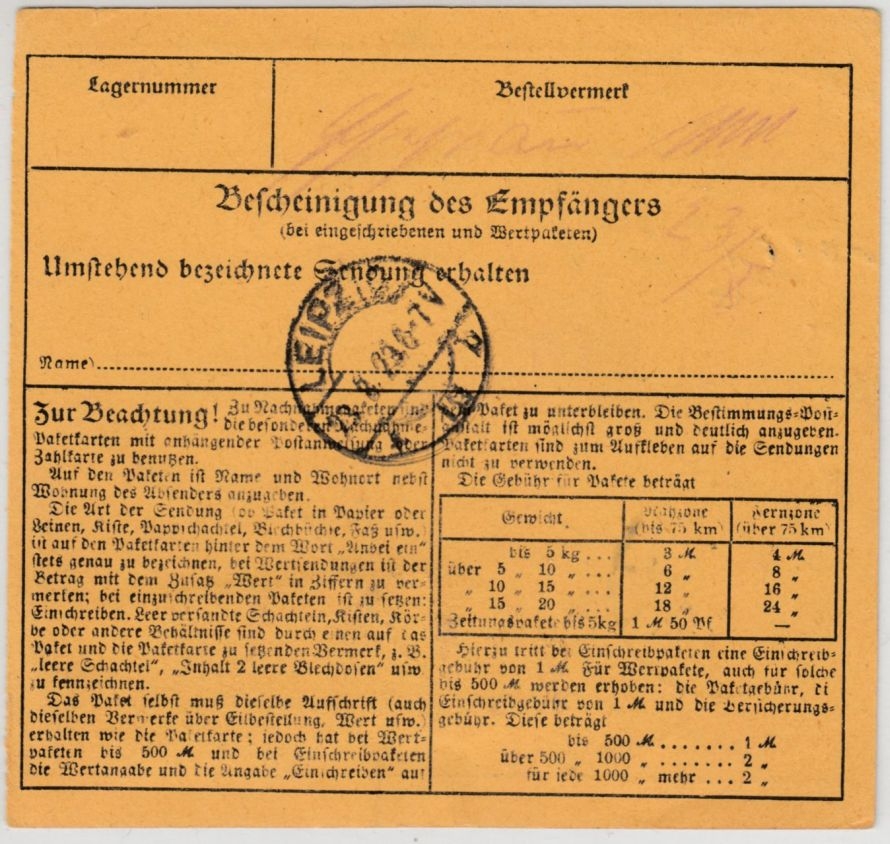 Lagernummer
Bestellvermerk
Bescheinigung des Empfängers
(bei eingeschriebenen und Wertpaketen)
Umstehend bezeichnete Sendung erhalten
LEIPZIG
Name)
Zur Beachtung! Zu Nachnahmepaketen sind
die besonderen Nachnahme-
Paketkarten mit anhängender Postanweisung oder
Zahlkarte zu benutzen.
Auf den Paketen ist Name und Wohnort nebst
Wohnung des Absenders anzugeben.
Die Art der Sendung (ob Paket in Papier oder
Leinen, Kiste, Pappschachtel, Blechbüchse, Faß usw.)
ist auf den Paketkarten hinter dem Wort „Anbei ein“
stets genau zu bezeichnen, bei Wertsendungen ist der
Betrag mit dem Zusatz „Wert“ in Ziffern zu ver-
merken; bei einzuschreibenden Paketen ist zu setzen:
Einschreiben. Leer versandte Schachteln, Kisten, Kör-
be oder andere Behältnisse sind durch einen auf das
Paket und die Paketkarte zu setzenden Vermerk, z. B.
„leere Schachtel“, „Inhalt 2 leere Blechdosen“ usw.
zu kennzeichnen.
Das Paket selbst muß dieselbe Aufschrift (auch
dieselben Vermerke über Eilbestellung, Wert usw.)
erhalten wie die Paketkarte; jedoch hat bei Wert-
paketen bis 500 M und bei Einschreibpaketen
die Wertangabe und die Angabe „Einschreiben“ auf
dem Paket zu unterbleiben. Die Bestimmungs-Post-
anstalt ist möglichst groß und deutlich anzugeben.
Paketkarten sind zum Aufkleben auf die Sendungen
nicht zu verwenden.
Die Gebühr für Pakete beträgt
Gewicht Nahzone (bis 75 km) Fernzone (über 75 km)
bis 5 kg ... 3 M. 4 M.
über 5 „ 10 „ ... 6 „ 8 „
„ 10 „ 15 „ ... 12 „ 16 „
„ 15 „ 20 „ ... 18 „ 24 „
Zeitungspakete bis 5kg 1 M 50 Pf —
Hierzu tritt bei Einschreibpaketen eine Einschreib-
gebühr von 1 M. Für Wertpakete, auch für solche
bis 500 M werden erhoben: die Paketgebühr, di
Einschreibgebühr von 1 M und die Versicherungs-
gebühr. Diese beträgt
bis 500 M. ....... 1 M
über 500 „ 1000 „ ....... 2 „
für jede 1000 „ mehr ... 2 „